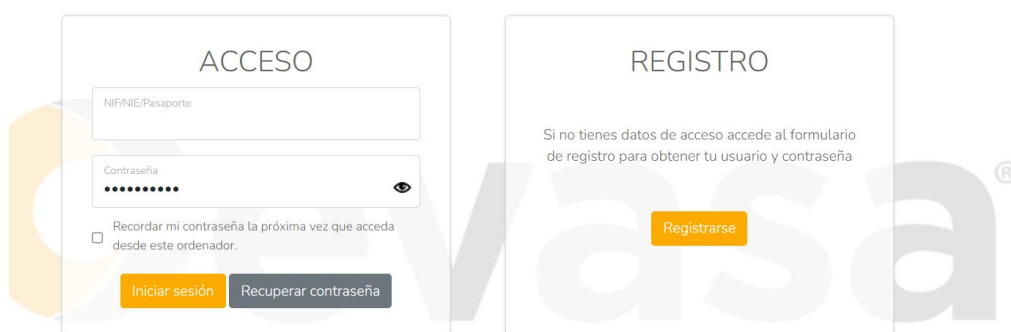 ACCESO
NIF/NIE/Pasaporte
Contraseña
Recordar mi contraseña la próxima vez que acceda
desde este ordenador.
Iniciar sesión
Recuperar contraseña
REGISTRO
Si no tienes datos de acceso accede al formulario
de registro para obtener tu usuario y contraseña
Registrarse
evasa®